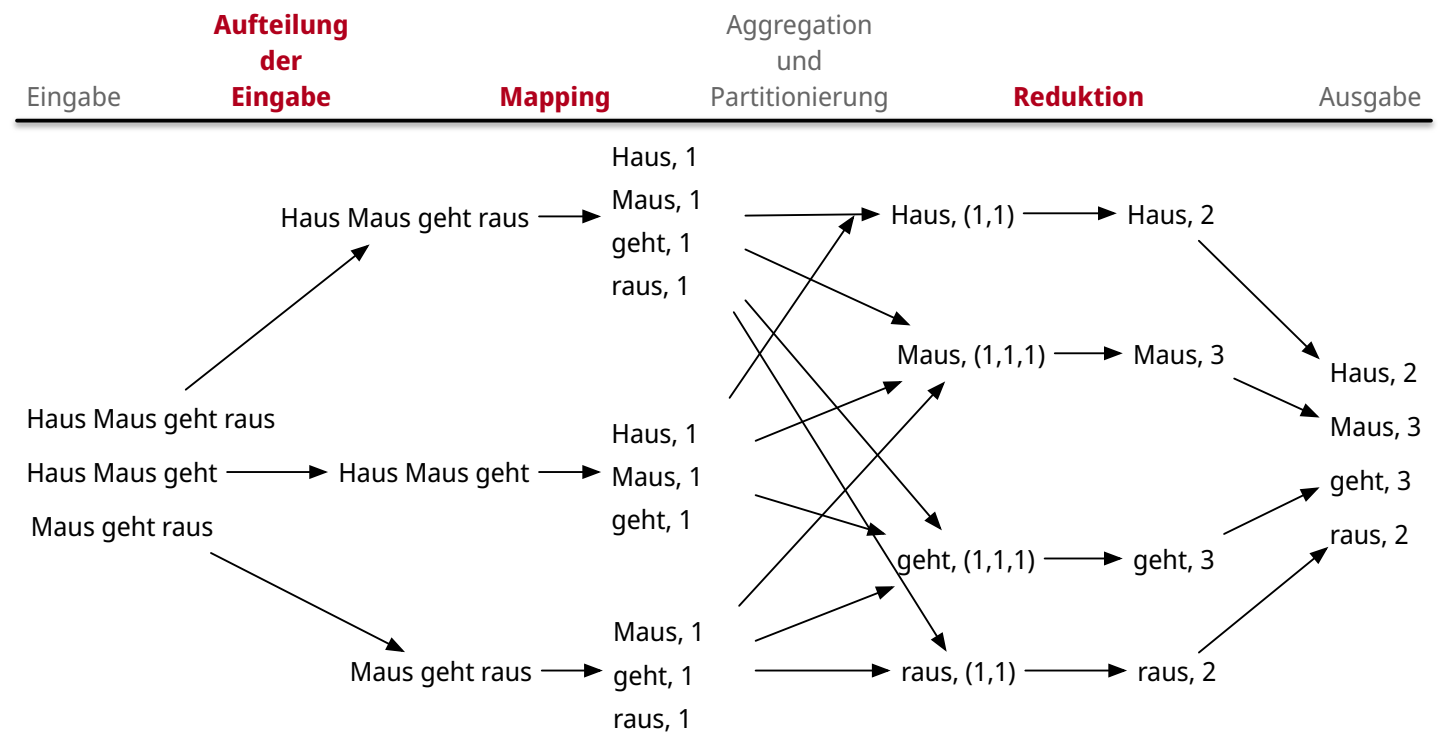 Eingabe
Aufteilung
der
Eingabe
Mapping
Aggregation
und
Partitionierung
Reduktion
Ausgabe
Haus Maus geht raus
Haus Maus geht
Maus geht raus
Haus Maus geht raus
Haus Maus geht
Maus geht raus
Haus, 1
Maus, 1
geht, 1
raus, 1
Haus, 1
Maus, 1
geht, 1
Maus, 1
geht, 1
raus, 1
Haus, (1,1)
Maus, (1,1,1)
geht, (1,1,1)
raus, (1,1)
Haus, 2
Maus, 3
geht, 3
raus, 2
Haus, 2
Maus, 3
geht, 3
raus, 2